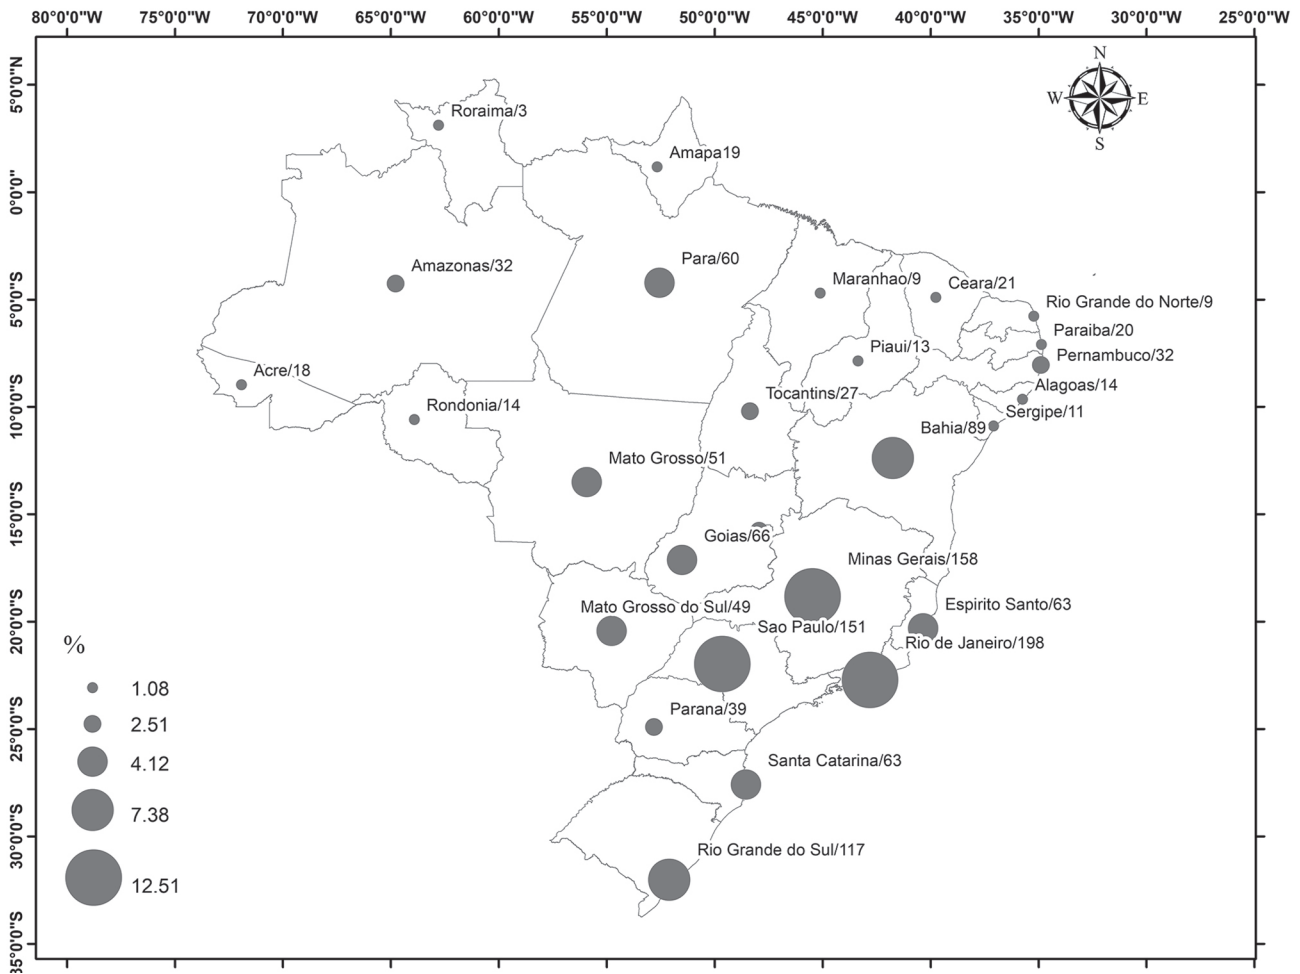 80°0'0"W 75°0'0"W 70°0'0"W 65°0'0"W 60°0'0"W 55°0'0"W 50°0'0"W 45°0'0"W 40°0'0"W 35°0'0"W 30°0'0"W 25°0'0"W
5°0'0"N
0°0'0"
5°0'0"S
10°0'0"S
15°0'0"S
20°0'0"S
25°0'0"S
30°0'0"S
35°0'0"S
N
W E
S
Roraima/3
Amapa19
Para/60
Amazonas/32
Maranhao/9
Ceara/21
Rio Grande do Norte/9
Paraiba/20
Piaui/13
Pernambuco/32
Acre/18
Alagoas/14
Tocantins/27
Rondonia/14
Sergipe/11
Bahia/89
Mato Grosso/51
Goias/66
Minas Gerais/158
Mato Grosso do Sul/49
Espirito Santo/63
Sao Paulo/151
Rio de Janeiro/198
Parana/39
Santa Catarina/63
Rio Grande do Sul/117
%
1.08
2.51
4.12
7.38
12.51